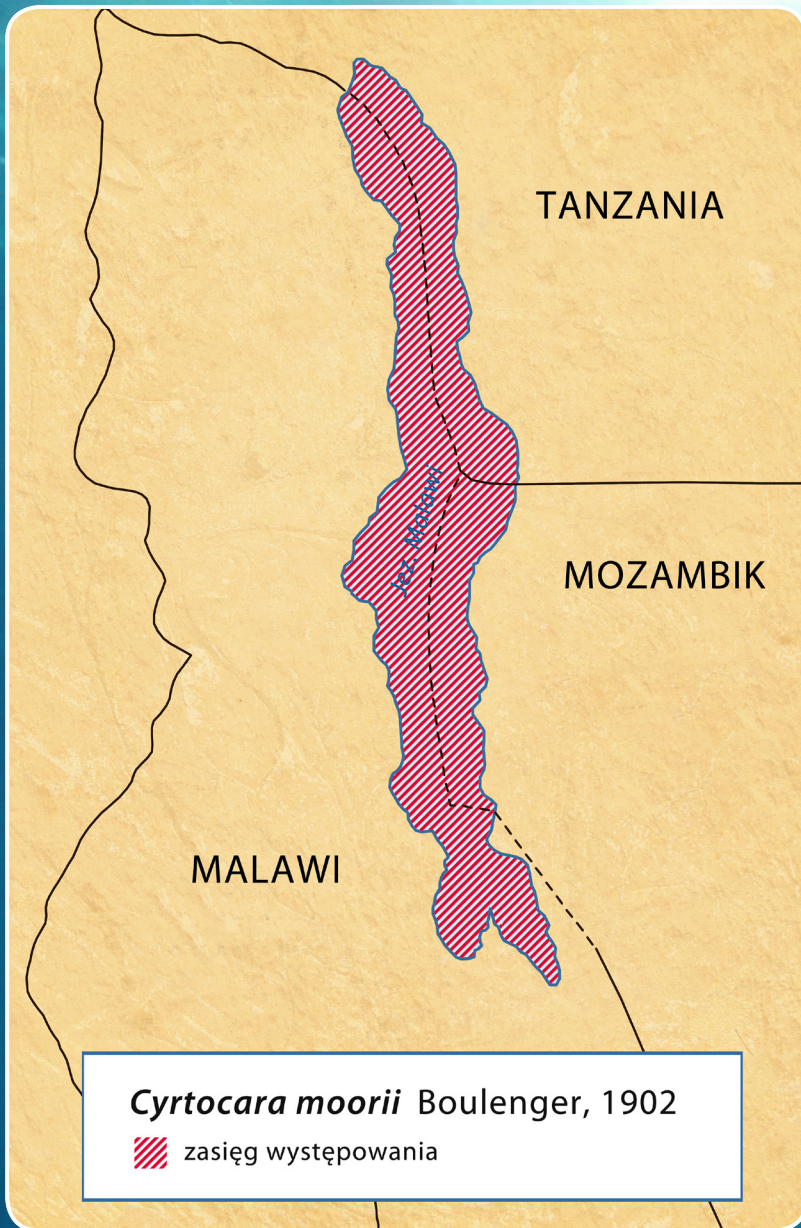 TANZANIA
Jez. Malawi
MOZAMBIK
MALAWI
Cyrtocara moorii Boulenger, 1902
zasięg występowania